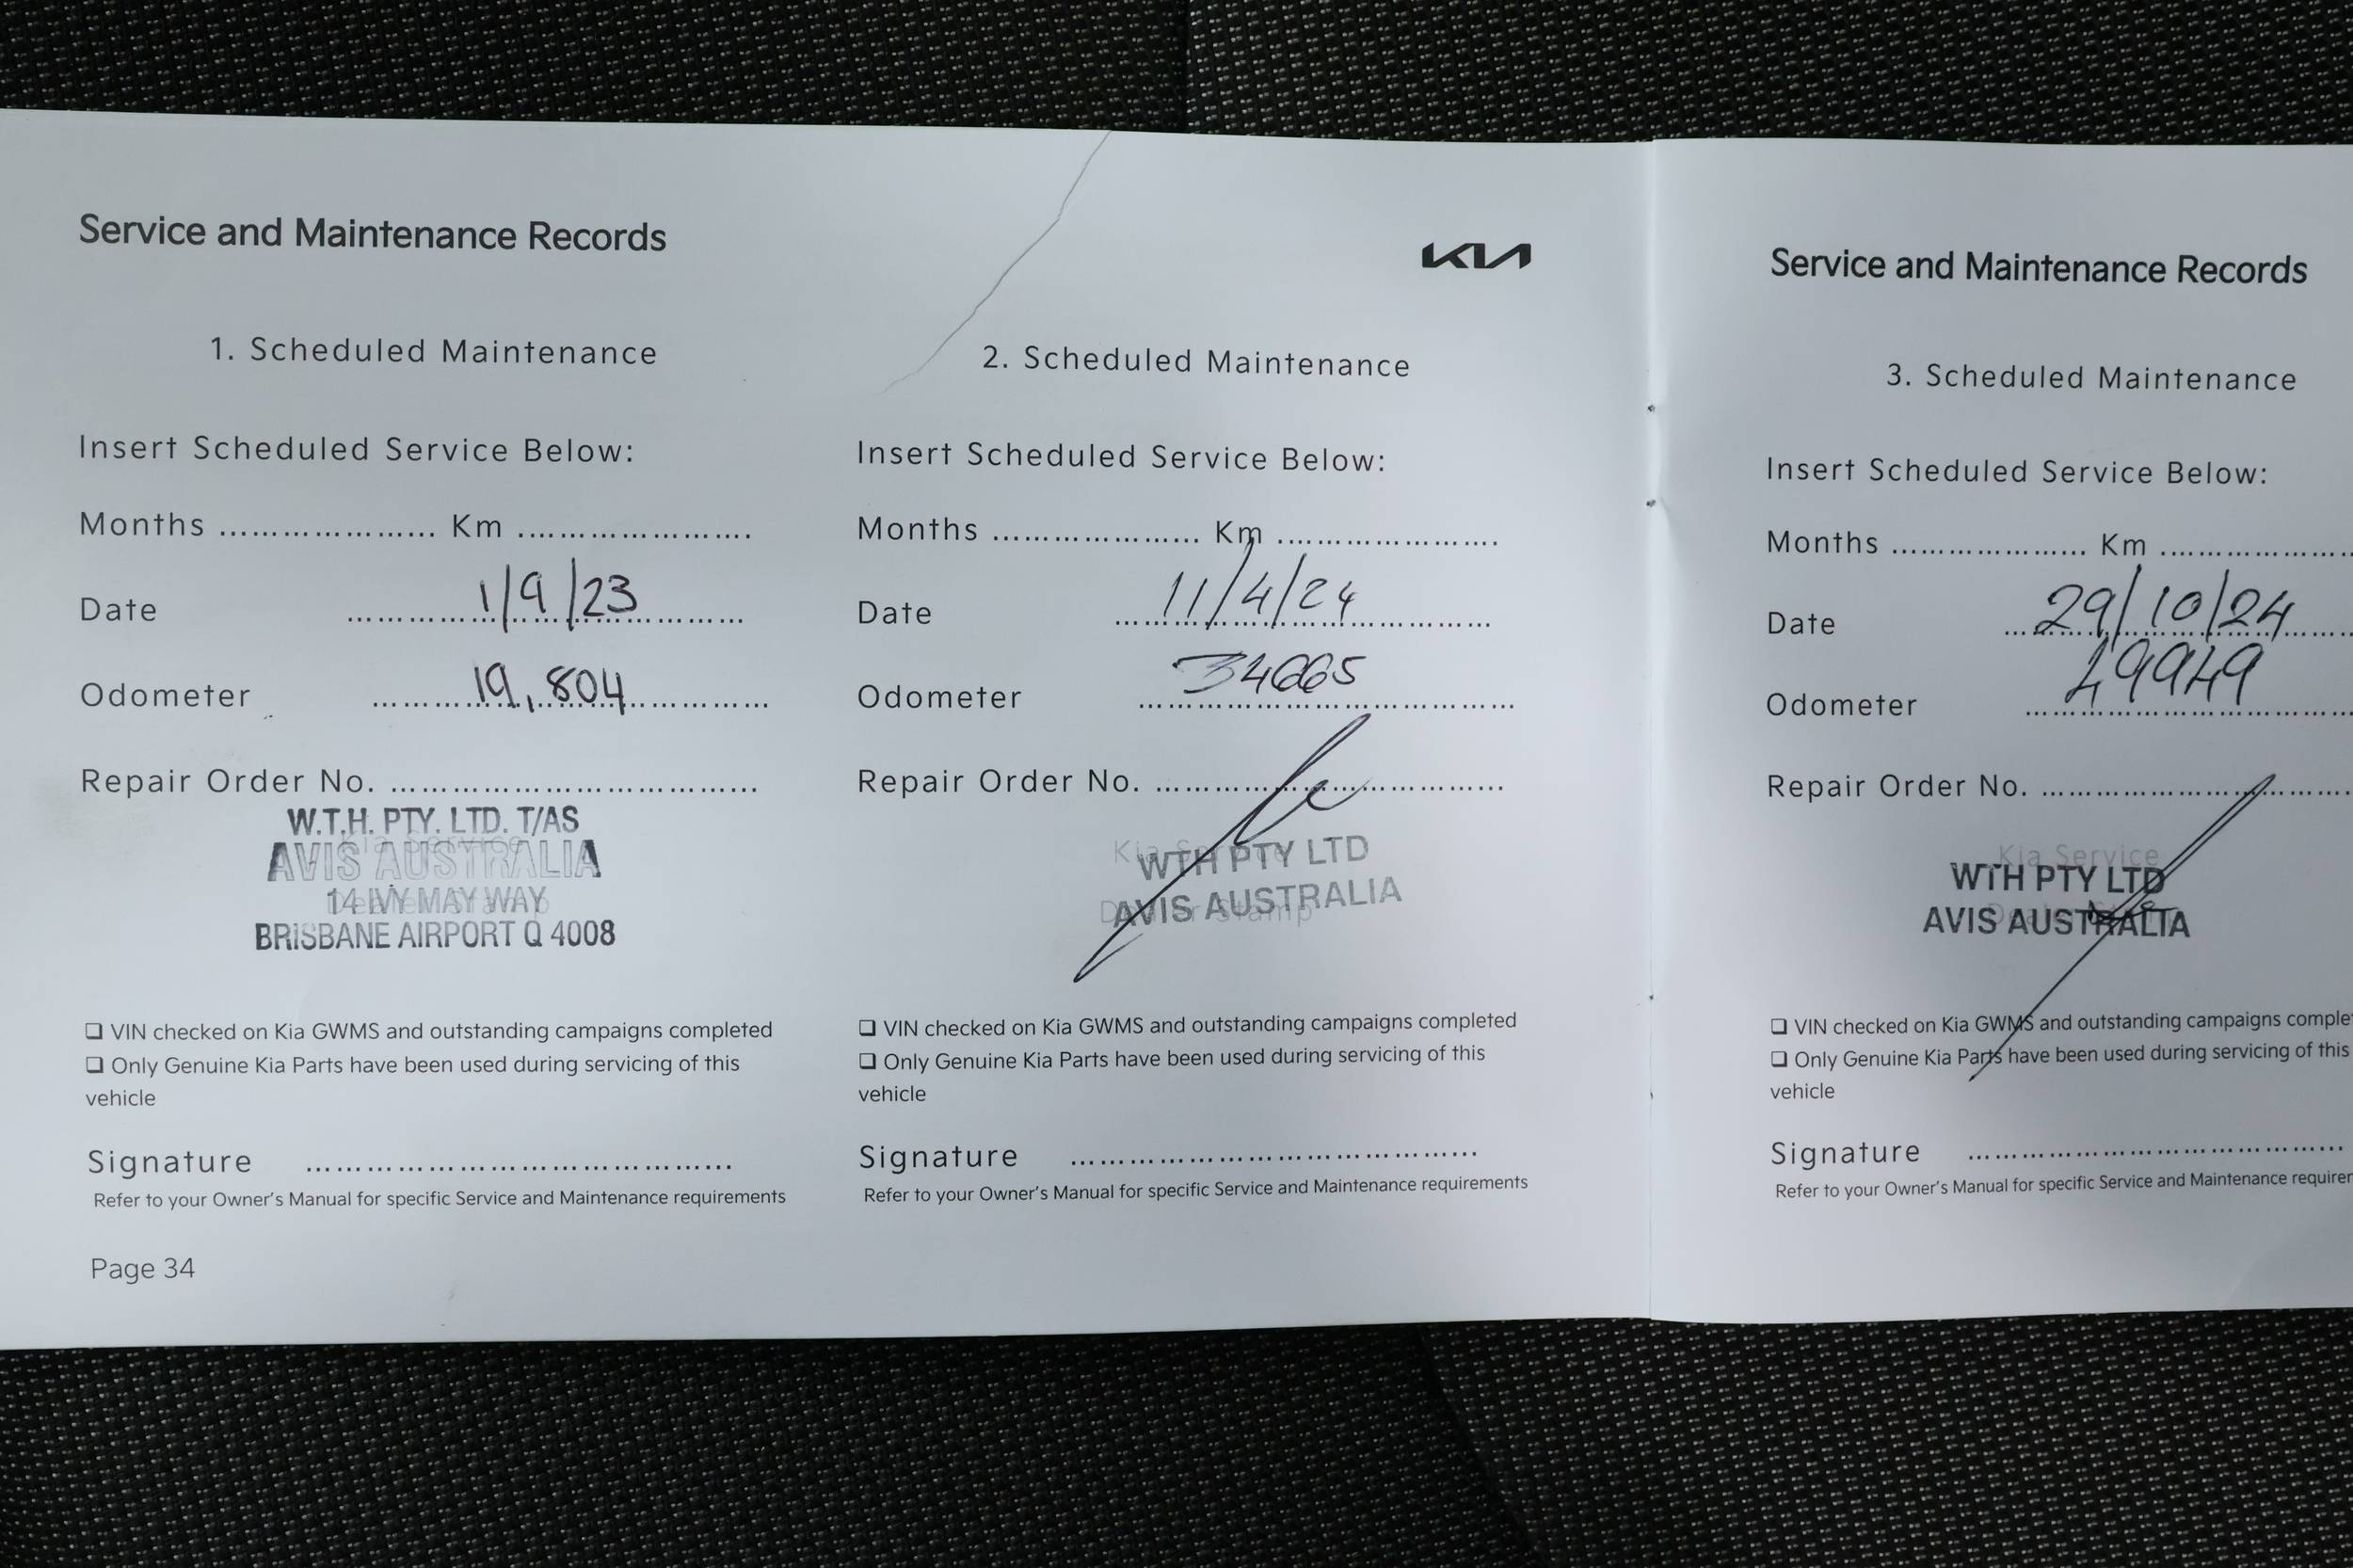 Service and Maintenance Records
1. Scheduled Maintenance
Insert Scheduled Service Below:
Months ..................... Km .......................
Date 1/9/23
Odometer 19,804
Repair Order No. ....................................
W.T.H. PTY. LTD. T/AS
AVIS AUSTRALIA
14 IVY MAY WAY
BRISBANE AIRPORT Q 4008
❑ VIN checked on Kia GWMS and outstanding campaigns completed
❑ Only Genuine Kia Parts have been used during servicing of this
vehicle
Signature ..........................................
Refer to your Owner's Manual for specific Service and Maintenance requirements
Page 34
KIA
2. Scheduled Maintenance
Insert Scheduled Service Below:
Months ..................... Km .......................
Date 11/4/24
Odometer 34665
Repair Order No. ....................................
Kia Service
WTH PTY LTD
AVIS AUSTRALIA
Dealer Stamp
❑ VIN checked on Kia GWMS and outstanding campaigns completed
❑ Only Genuine Kia Parts have been used during servicing of this
vehicle
Signature ..........................................
Refer to your Owner's Manual for specific Service and Maintenance requirements
Service and Maintenance Records
3. Scheduled Maintenance
Insert Scheduled Service Below:
Months ..................... Km ....................
Date 29/10/24
Odometer 49949
Repair Order No. ................................
Kia Service
WTH PTY LTD
AVIS AUSTRALIA
❑ VIN checked on Kia GWMS and outstanding campaigns comple
❑ Only Genuine Kia Parts have been used during servicing of this
vehicle
Signature ......................................
Refer to your Owner's Manual for specific Service and Maintenance requirer